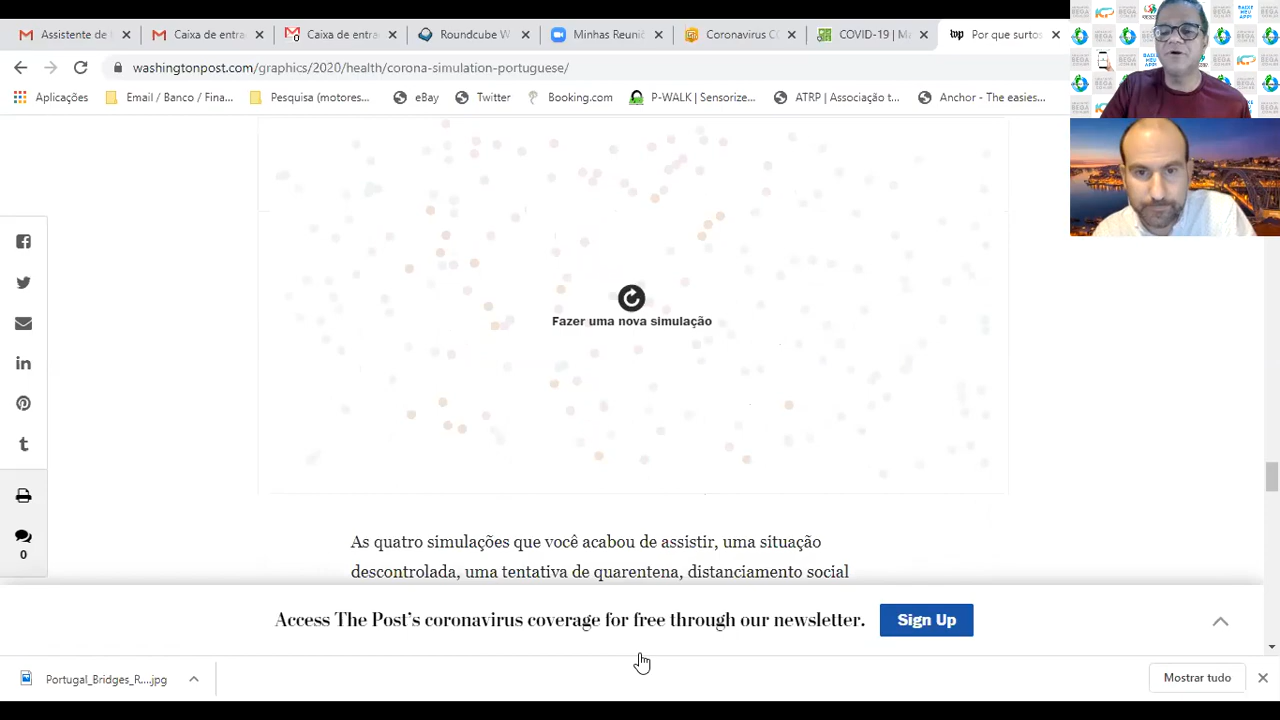 Assistente de
Caixa de entra
Caixa de entra
Roundcube W
Minhas Reuniõ
Coronavirus CO
COVID-19 | Ma
Por que surtos
washingtonpost.com/graphics/2020/hea
Aplicações
Email / Banco / Fina...
Pesquisa (motores...
eBay
Twitter
Booking.com
P-WALK | Sensorize...
ATRP | Associação t...
Anchor - The easies...
Fazer uma nova simulação
0
As quatro simulações que você acabou de assistir, uma situação
descontrolada, uma tentativa de quarentena, distanciamento social
Access The Post's coronavirus coverage for free through our newsletter.
Sign Up
Portugal_Bridges_R....jpg
Mostrar tudo